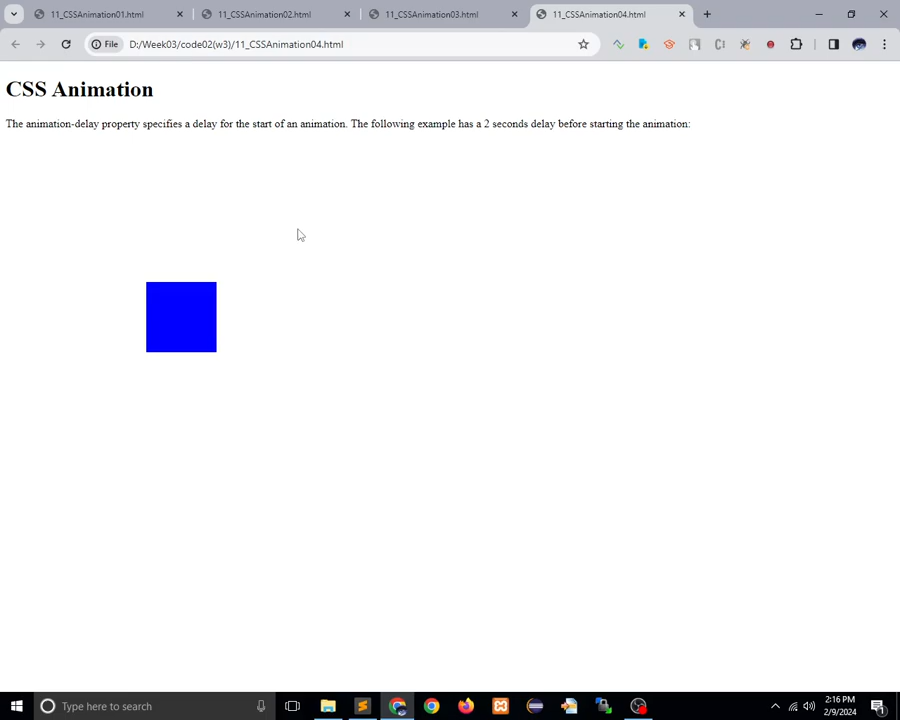 11_CSSAnimation01.html
11_CSSAnimation02.html
11_CSSAnimation03.html
11_CSSAnimation04.html
File
D:/Week03/code02(w3)/11_CSSAnimation04.html
CSS Animation
The animation-delay property specifies a delay for the start of an animation. The following example has a 2 seconds delay before starting the animation:
Type here to search
2:16 PM
2/9/2024
1